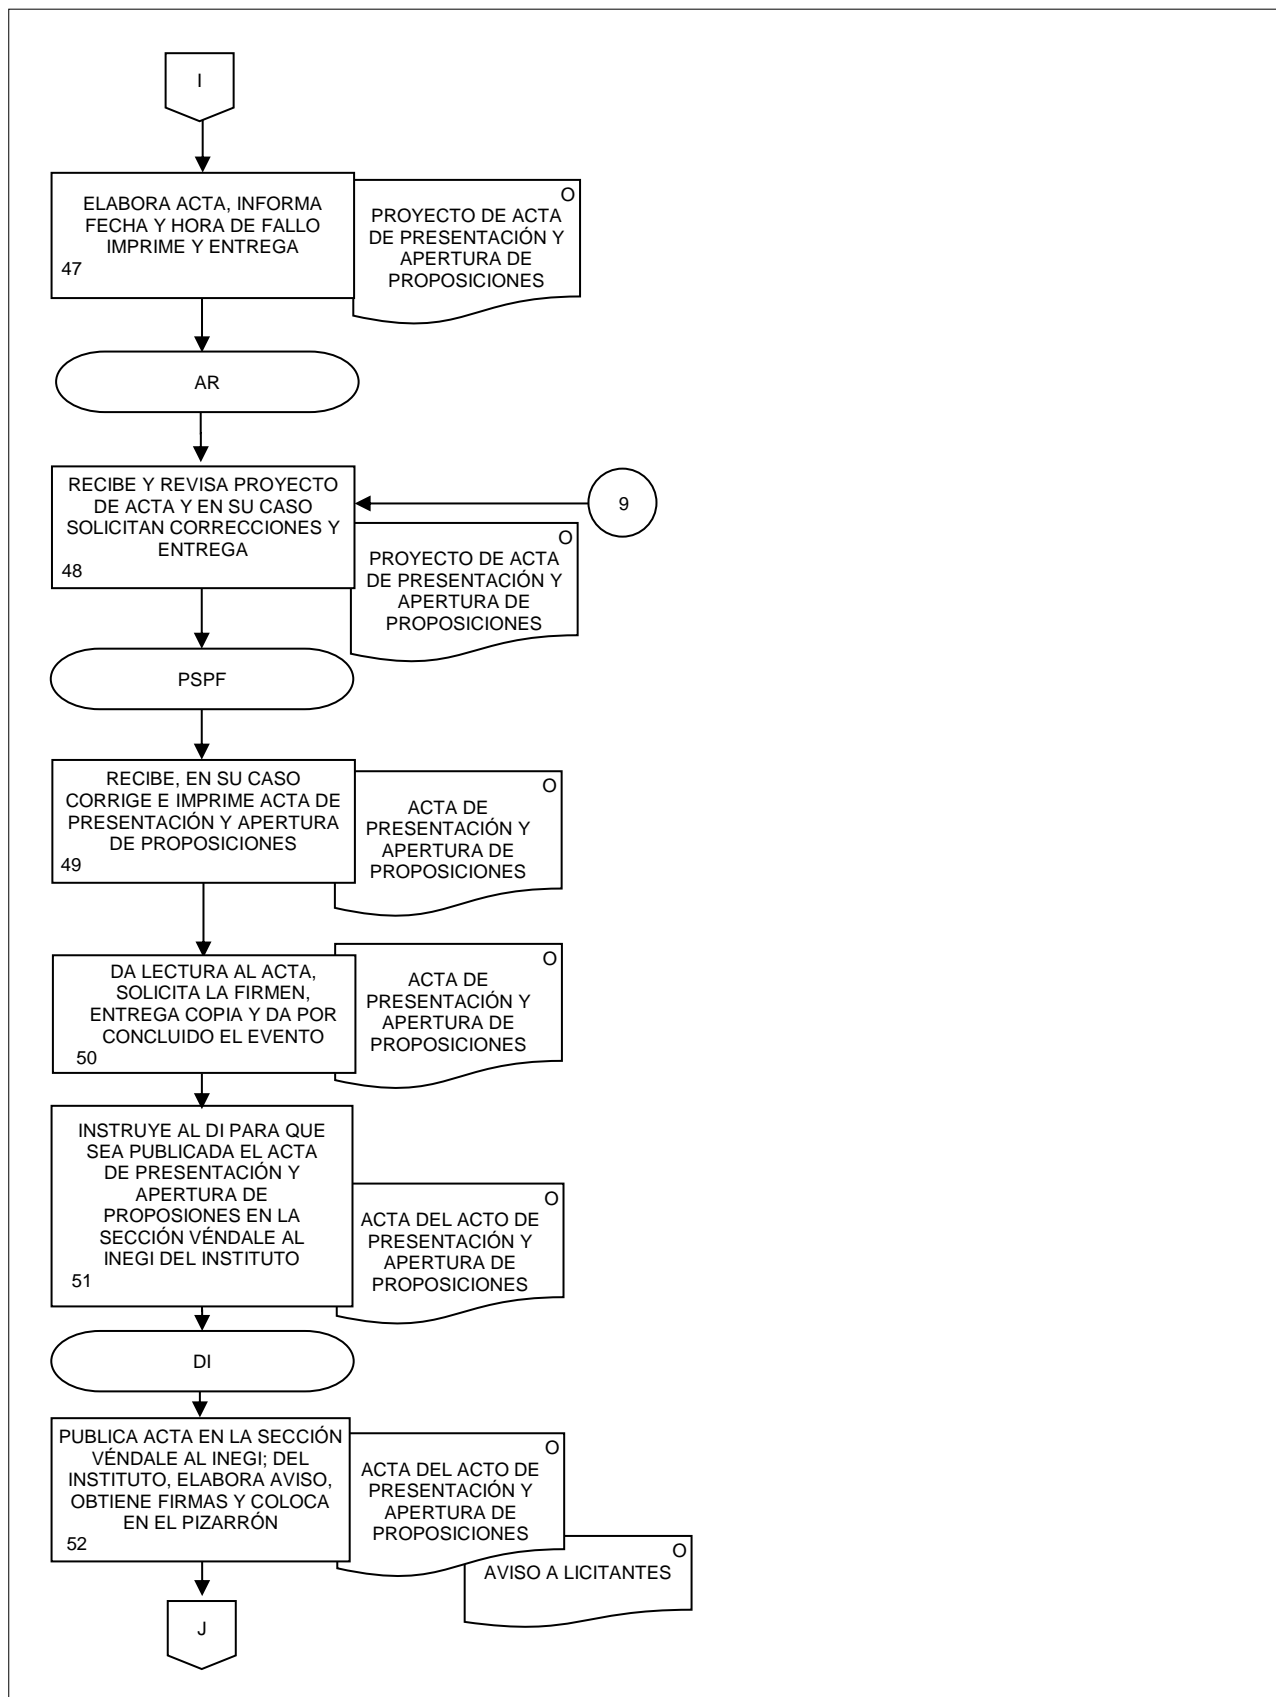 I
ELABORA ACTA, INFORMA
FECHA Y HORA DE FALLO
IMPRIME Y ENTREGA
47
O
PROYECTO DE ACTA
DE PRESENTACIÓN Y
APERTURA DE
PROPOSICIONES
AR
RECIBE Y REVISA PROYECTO
DE ACTA Y EN SU CASO
SOLICITAN CORRECCIONES Y
ENTREGA
48
9
O
PROYECTO DE ACTA
DE PRESENTACIÓN Y
APERTURA DE
PROPOSICIONES
PSPF
RECIBE, EN SU CASO
CORRIGE E IMPRIME ACTA DE
PRESENTACIÓN Y APERTURA
DE PROPOSICIONES
49
O
ACTA DE
PRESENTACIÓN Y
APERTURA DE
PROPOSICIONES
DA LECTURA AL ACTA,
SOLICITA LA FIRMEN,
ENTREGA COPIA Y DA POR
CONCLUIDO EL EVENTO
50
O
ACTA DE
PRESENTACIÓN Y
APERTURA DE
PROPOSICIONES
INSTRUYE AL DI PARA QUE
SEA PUBLICADA EL ACTA
DE PRESENTACIÓN Y
APERTURA DE
PROPOSIONES EN LA
SECCIÓN VÉNDALE AL
INEGI DEL INSTITUTO
51
O
ACTA DEL ACTO DE
PRESENTACIÓN Y
APERTURA DE
PROPOSICIONES
DI
PUBLICA ACTA EN LA SECCIÓN
VÉNDALE AL INEGI; DEL
INSTITUTO, ELABORA AVISO,
OBTIENE FIRMAS Y COLOCA
EN EL PIZARRÓN
52
O
ACTA DEL ACTO DE
PRESENTACIÓN Y
APERTURA DE
PROPOSICIONES
O
AVISO A LICITANTES
J